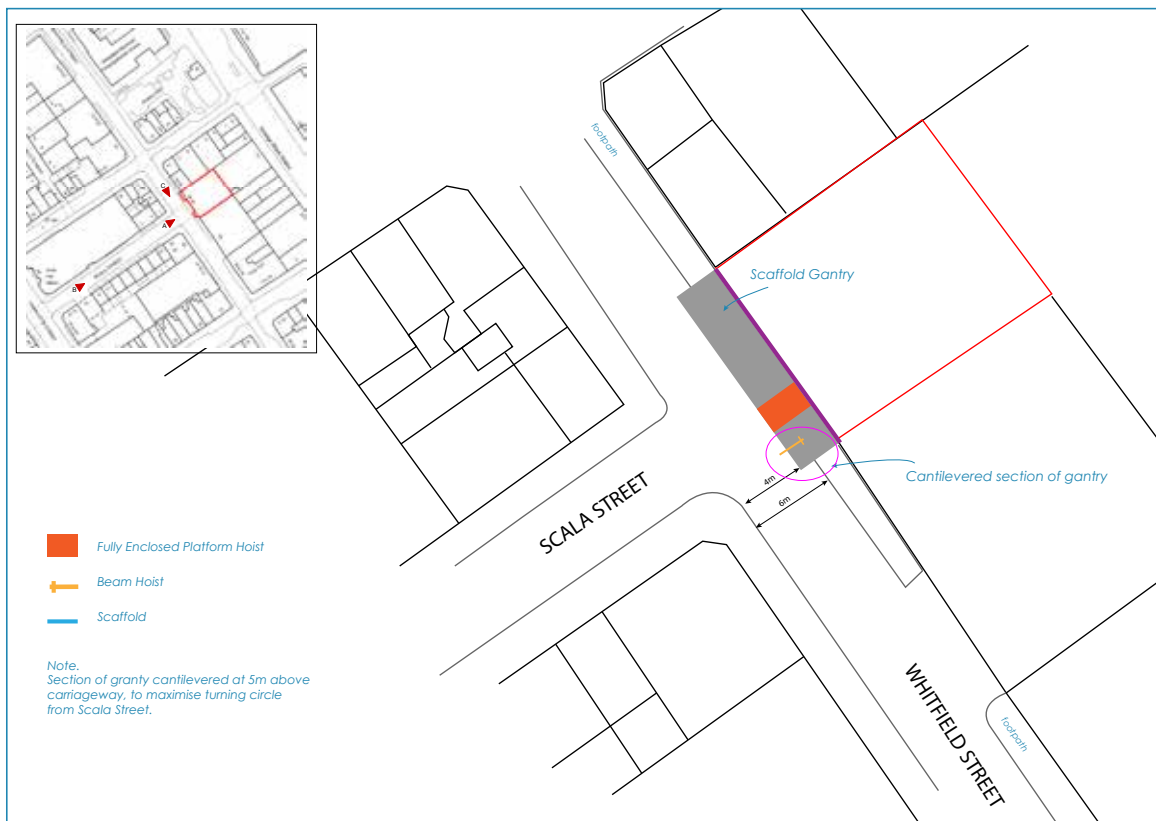 C
A
B
footpath
Scaffold Gantry
Cantilevered section of gantry
4m
6m
SCALA STREET
Fully Enclosed Platform Hoist
Beam Hoist
Scaffold
Note.
Section of granty cantilevered at 5m above
carriageway, to maximise turning circle
from Scala Street.
WHITFIELD STREET
footpath